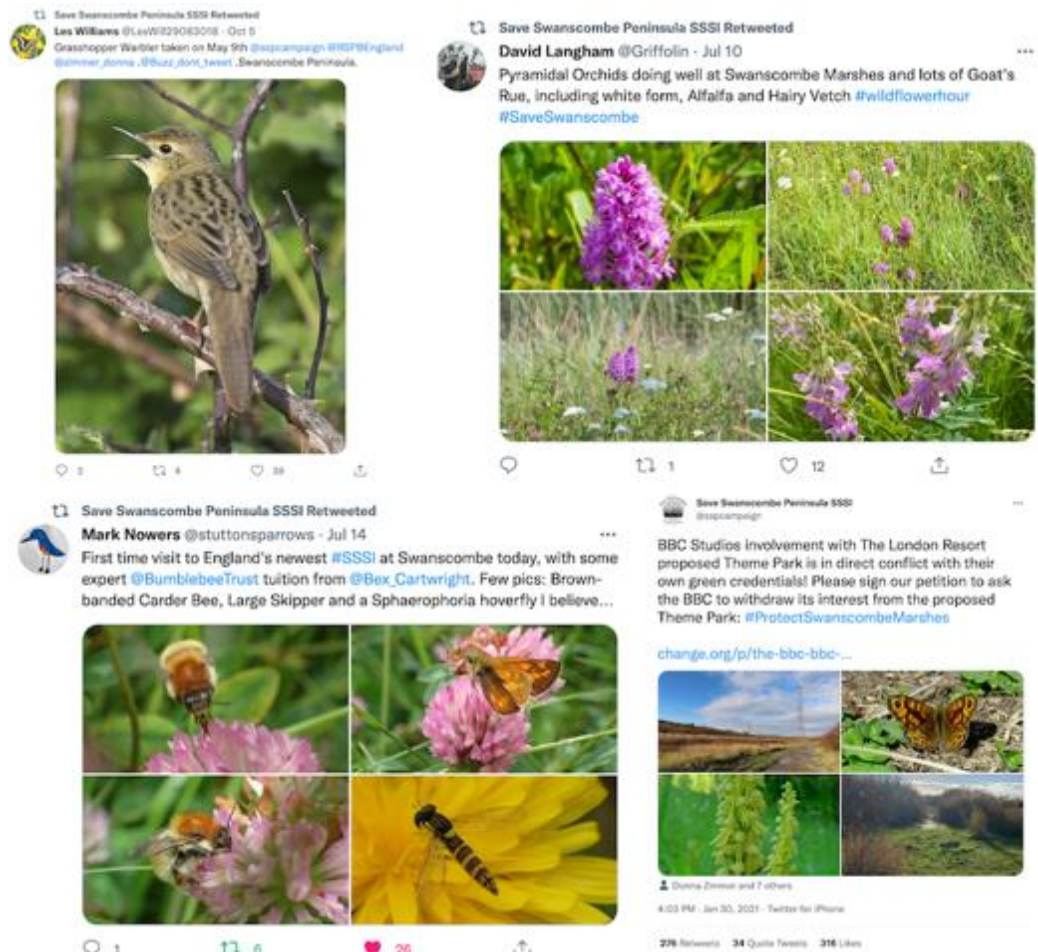 Save Swanscombe Peninsula SSSI Retweeted
Les Williams @LesWill29083018 · Oct 5
Grasshopper Warbler taken on May 9th @sspcampaign @RSPBEngland
@zimmer_donna .@Buzz_dont_tweet .Swanscombe Peninsula.
4
39
Save Swanscombe Peninsula SSSI Retweeted
David Langham @Griffolin · Jul 10
Pyramidal Orchids doing well at Swanscombe Marshes and lots of Goat's
Rue, including white form, Alfalfa and Hairy Vetch #wildflowerhour
#SaveSwanscombe
1
12
Save Swanscombe Peninsula SSSI Retweeted
Mark Nowers @stuttonsparrows · Jul 14
First time visit to England's newest #SSSI at Swanscombe today, with some
expert @BumblebeeTrust tuition from @Bex_Cartwright. Few pics: Brown-
banded Carder Bee, Large Skipper and a Sphaerophoria hoverfly I believe...
1
6
26
Save Swanscombe Peninsula SSSI
@sspcampaign
BBC Studios involvement with The London Resort
proposed Theme Park is in direct conflict with their
own green credentials! Please sign our petition to ask
the BBC to withdraw its interest from the proposed
Theme Park: #ProtectSwanscombeMarshes
change.org/p/the-bbc-bbc-...
Donna Zimmer and 7 others
4:03 PM · Jan 30, 2021 · Twitter for iPhone
276 Retweets 34 Quote Tweets 316 Likes